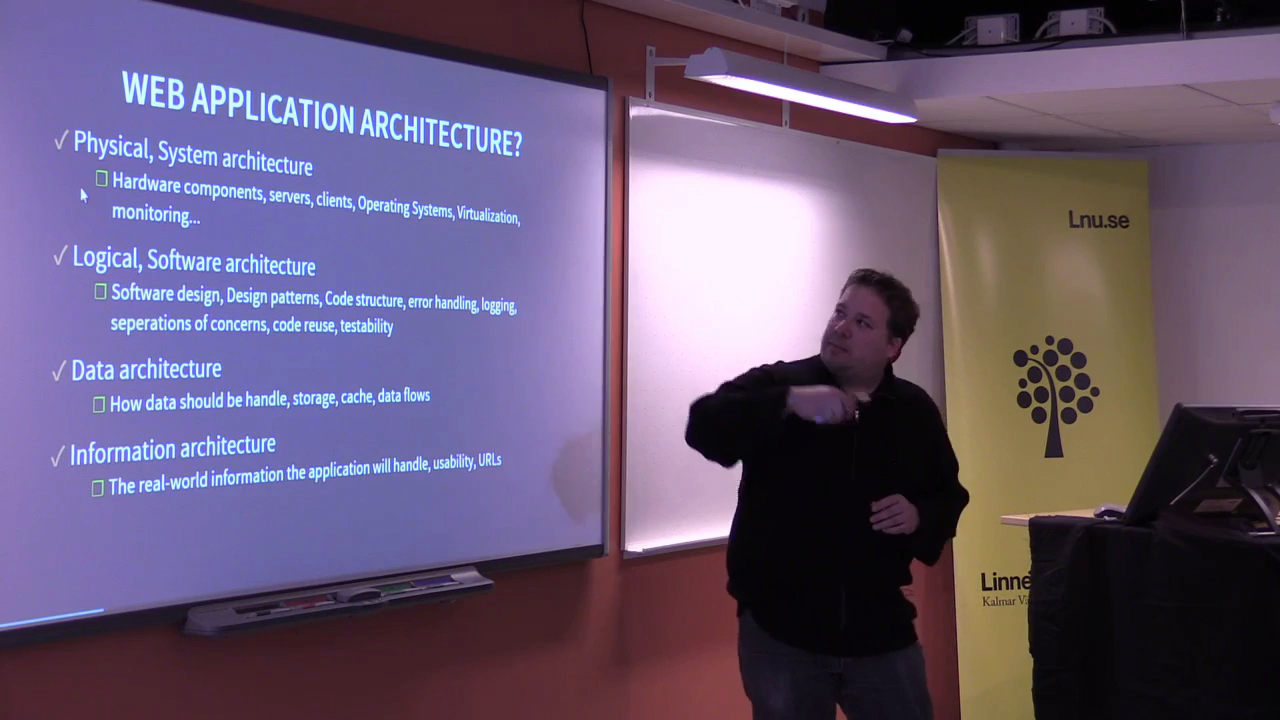 WEB APPLICATION ARCHITECTURE?
Physical, System architecture
Hardware components, servers, clients, Operating Systems, Virtualization,
monitoring...
Logical, Software architecture
Software design, Design patterns, Code structure, error handling, logging,
seperations of concerns, code reuse, testability
Data architecture
How data should be handle, storage, cache, data flows
Information architecture
The real-world information the application will handle, usability, URLs
Lnu.se
Linne
Kalmar Vä